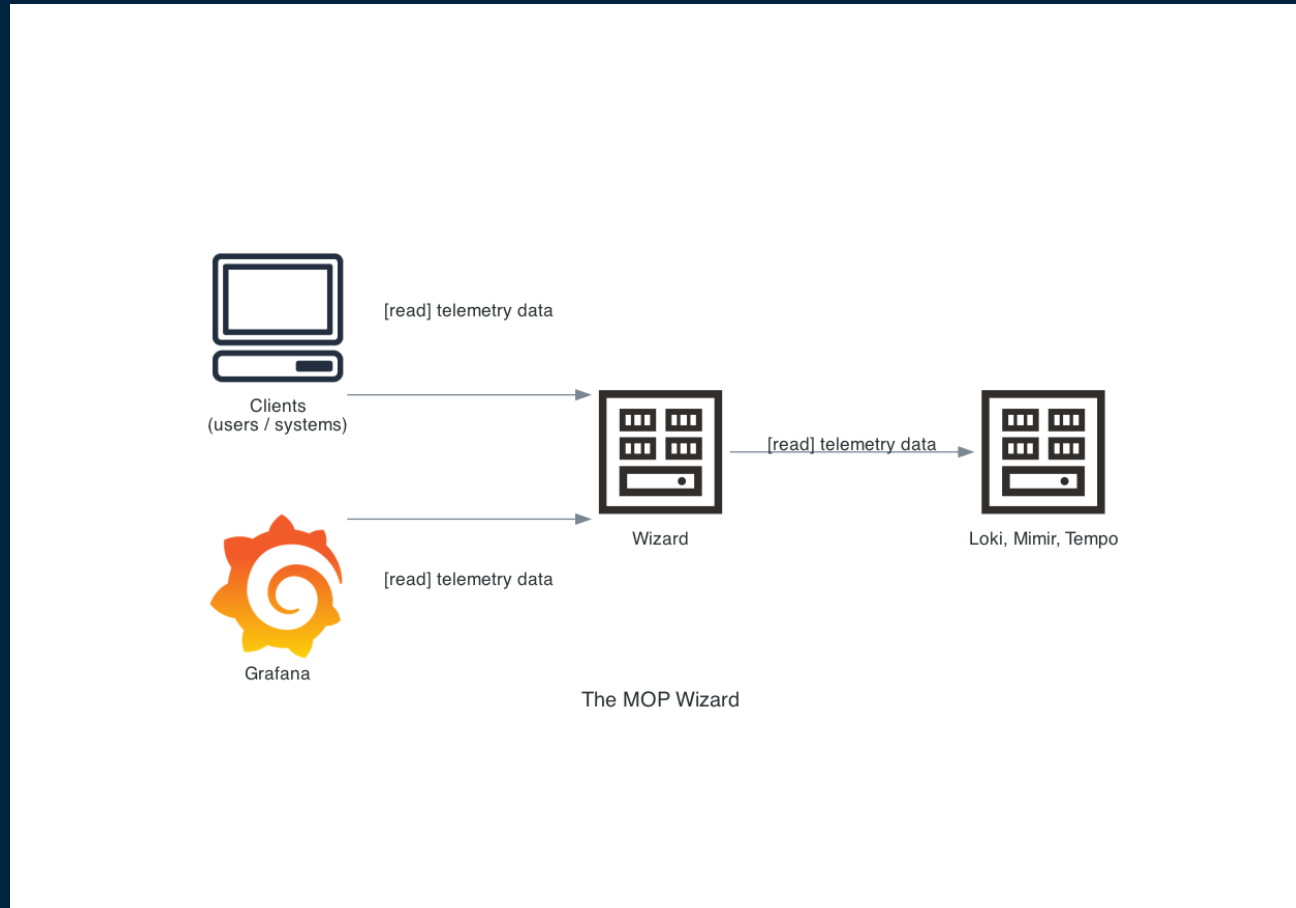 [read] telemetry data
Clients
(users / systems)
[read] telemetry data
Wizard
Loki, Mimir, Tempo
[read] telemetry data
Grafana
The MOP Wizard